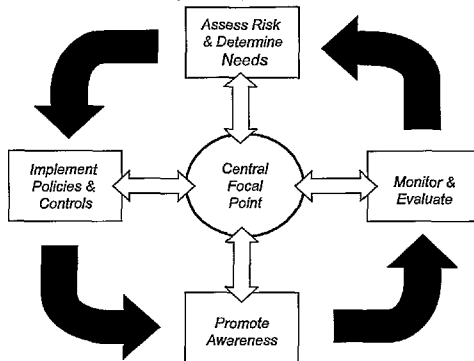 Assess Risk
& Determine
Needs
Implement
Policies &
Controls
Central
Focal
Point
Monitor &
Evaluate
Promote
Awareness